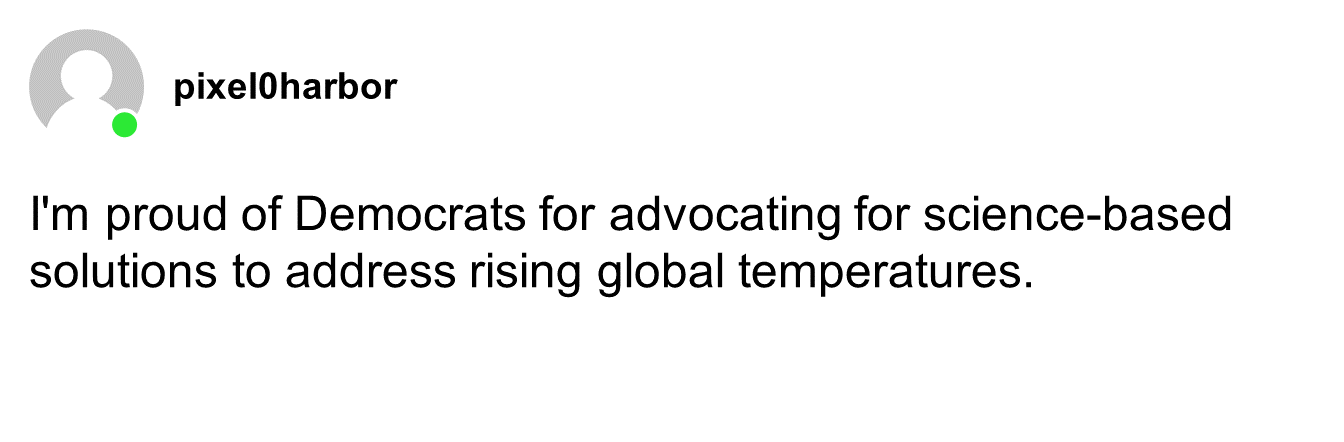 pixel0harbor
I'm proud of Democrats for advocating for science-based
solutions to address rising global temperatures.